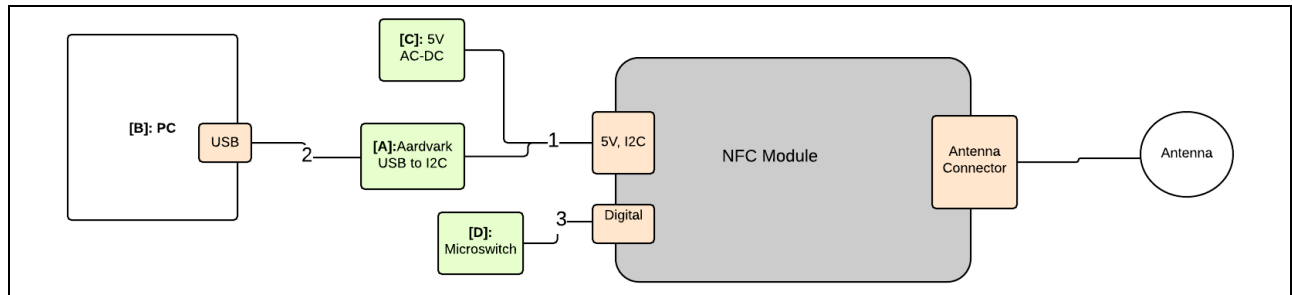 [C]: 5V
AC-DC
[B]: PC
USB
2
[A]:Aardvark
USB to I2C
1
5V, I2C
NFC Module
Antenna
Connector
Antenna
[D]:
Microswitch
3
Digital